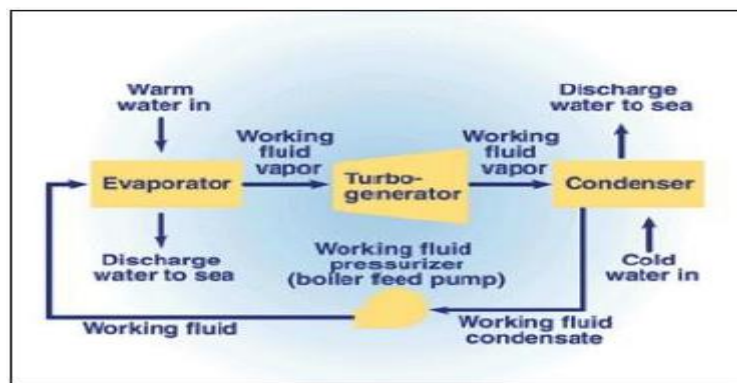 Warm
water in
Discharge
water to sea
Working
fluid
vapor
Working
fluid
vapor
Evaporator
Turbo-
generator
Condenser
Discharge
water to sea
Working fluid
pressurizer
(boiler feed pump)
Cold
water in
Working fluid
Working fluid
condensate